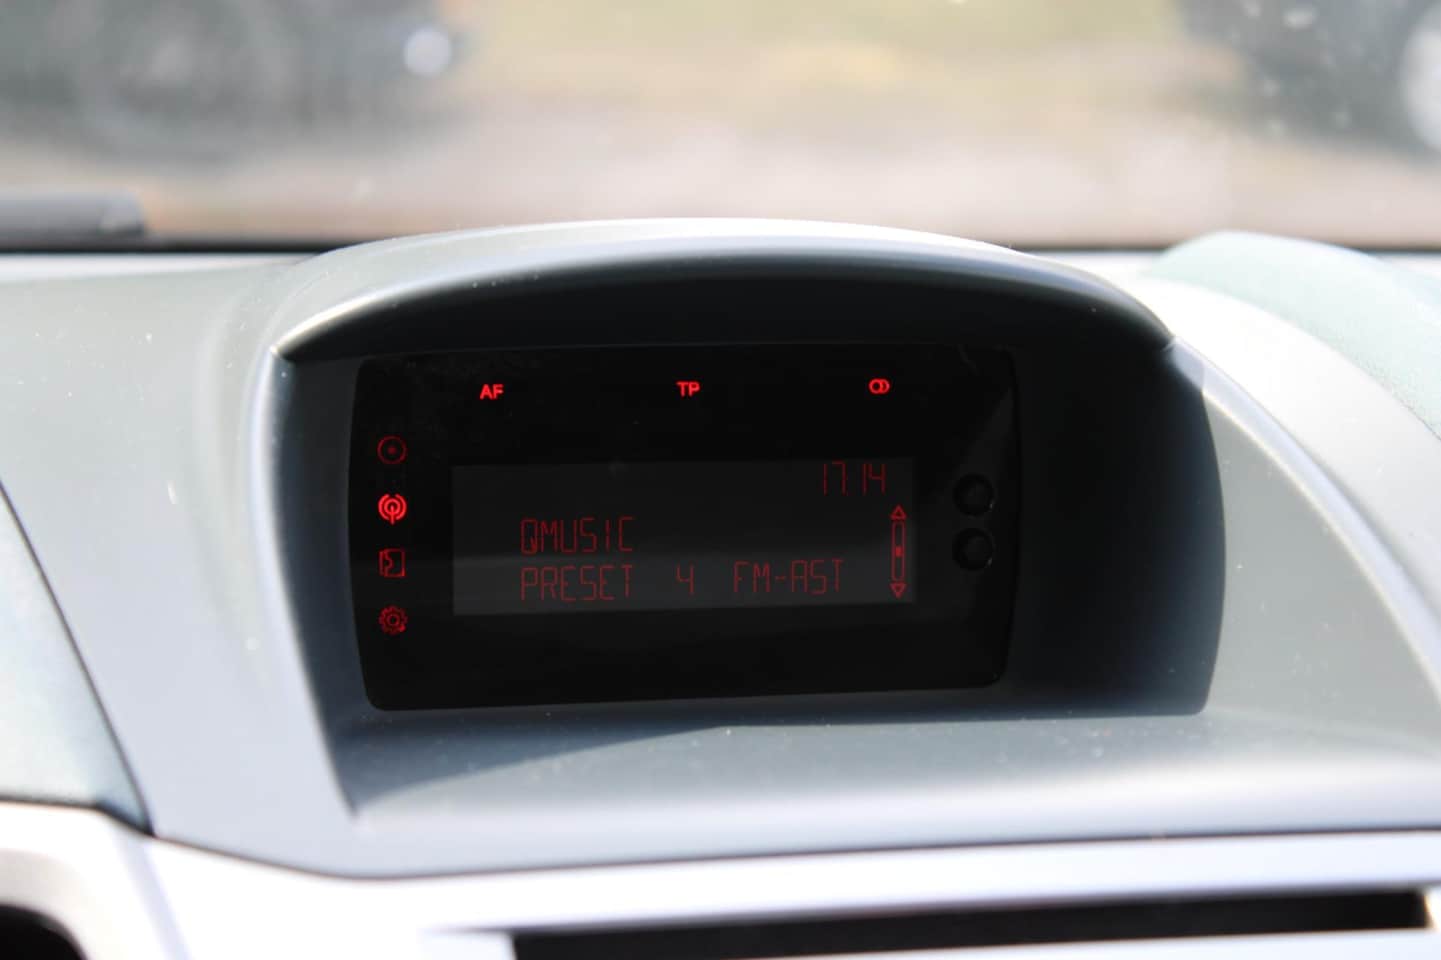 AF TP
17.14
QMUSIC
PRESET 4 FM-AST